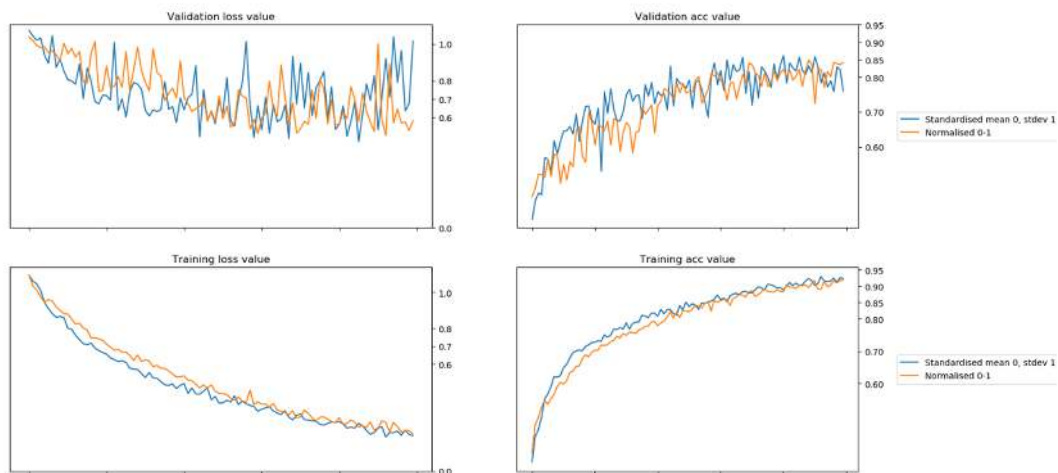 Validation loss value
1.0
0.8
0.7
0.6
0.0
Validation acc value
0.95
0.90
0.85
0.80
0.70
0.60
Standardised mean 0, stdev 1
Normalised 0-1
Training loss value
1.0
0.8
0.7
0.6
0.0
Training acc value
0.95
0.90
0.85
0.80
0.70
0.60
Standardised mean 0, stdev 1
Normalised 0-1